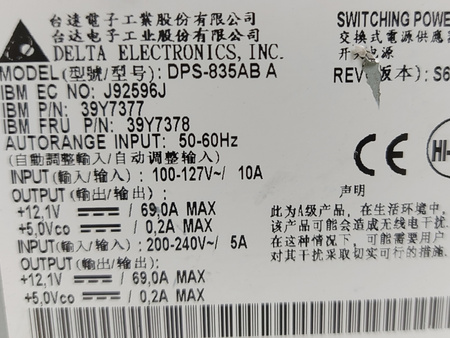 台達電子工業股份有限公司
台达电子工业股份有限公司
DELTA ELECTRONICS, INC.
MODEL(型號/型号): DPS-835AB A
IBM EC NO: J92596J
IBM P/N: 39Y7377
IBM FRU P/N: 39Y7378
AUTORANGE INPUT: 50-60Hz
(自動調整輸入/自动调整输入)
INPUT(輸入/输入): 100-127V~/ 10A
OUTPUT(輸出/输出):
+12,1V / 69,0A MAX
+5,0Vco / 0,2A MAX
INPUT(輸入/输入): 200-240V~/ 5A
OUTPUT(輸出/输出):
+12,1V / 69,0A MAX
+5,0Vco / 0,2A MAX
SWITCHING POWE
交換式電源供應
开关电源
REV(版本): S6
CE
HI-
声明
此为A级产品, 在生活环境中,
该产品可能会造成无线电干扰.
在这种情况下, 可能需要用户
对其干扰采取切实可行的措施.